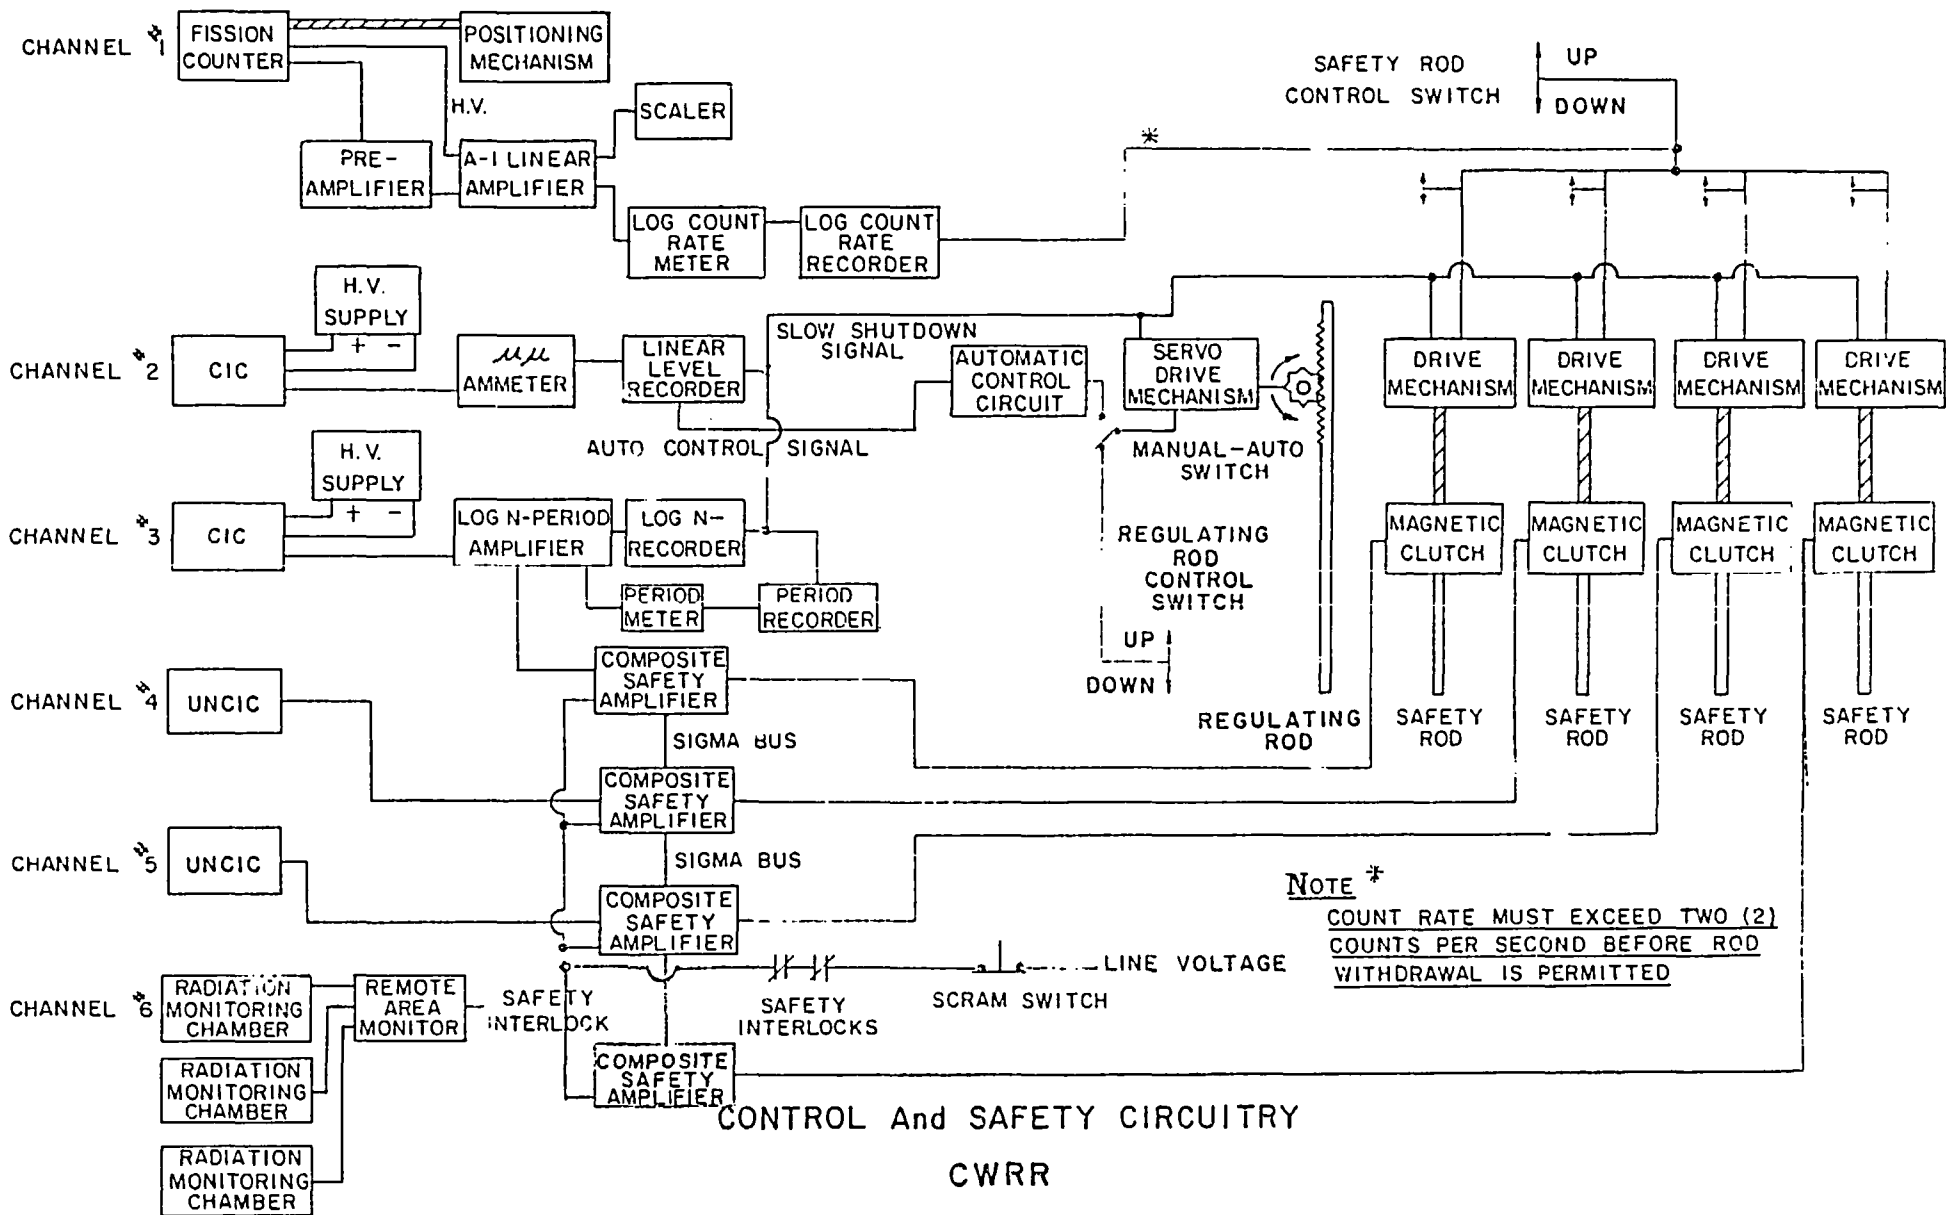 CHANNEL #1
FISSION
COUNTER
POSITIONING
MECHANISM
H.V.
SCALER
PRE-
AMPLIFIER
A-1 LINEAR
AMPLIFIER
LOG COUNT
RATE
METER
LOG COUNT
RATE
RECORDER
*
SAFETY ROD
CONTROL SWITCH
UP
DOWN
CHANNEL #2
CIC
H.V.
SUPPLY
+ -
μμ
AMMETER
LINEAR
LEVEL
RECORDER
SLOW SHUTDOWN
SIGNAL
AUTO CONTROL SIGNAL
AUTOMATIC
CONTROL
CIRCUIT
SERVO
DRIVE
MECHANISM
MANUAL-AUTO
SWITCH
DRIVE
MECHANISM
DRIVE
MECHANISM
DRIVE
MECHANISM
DRIVE
MECHANISM
CHANNEL #3
CIC
H.V.
SUPPLY
+ -
LOG N-PERIOD
AMPLIFIER
LOG N-
RECORDER
PERIOD
METER
PERIOD
RECORDER
REGULATING
ROD
CONTROL
SWITCH
UP
DOWN
MAGNETIC
CLUTCH
MAGNETIC
CLUTCH
MAGNETIC
CLUTCH
MAGNETIC
CLUTCH
REGULATING
ROD
SAFETY
ROD
SAFETY
ROD
SAFETY
ROD
SAFETY
ROD
CHANNEL #4
UNCIC
COMPOSITE
SAFETY
AMPLIFIER
SIGMA BUS
COMPOSITE
SAFETY
AMPLIFIER
CHANNEL #5
UNCIC
SIGMA BUS
COMPOSITE
SAFETY
AMPLIFIER
NOTE *
COUNT RATE MUST EXCEED TWO (2)
COUNTS PER SECOND BEFORE ROD
WITHDRAWAL IS PERMITTED
CHANNEL #6
RADIATION
MONITORING
CHAMBER
REMOTE
AREA
MONITOR
SAFETY
INTERLOCK
SAFETY
INTERLOCKS
SCRAM SWITCH
LINE VOLTAGE
RADIATION
MONITORING
CHAMBER
COMPOSITE
SAFETY
AMPLIFIER
RADIATION
MONITORING
CHAMBER
CONTROL And SAFETY CIRCUITRY
CWRR